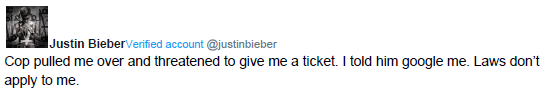 Justin Bieber Verified account @justinbieber
Cop pulled me over and threatened to give me a ticket. I told him google me. Laws don’t
apply to me.